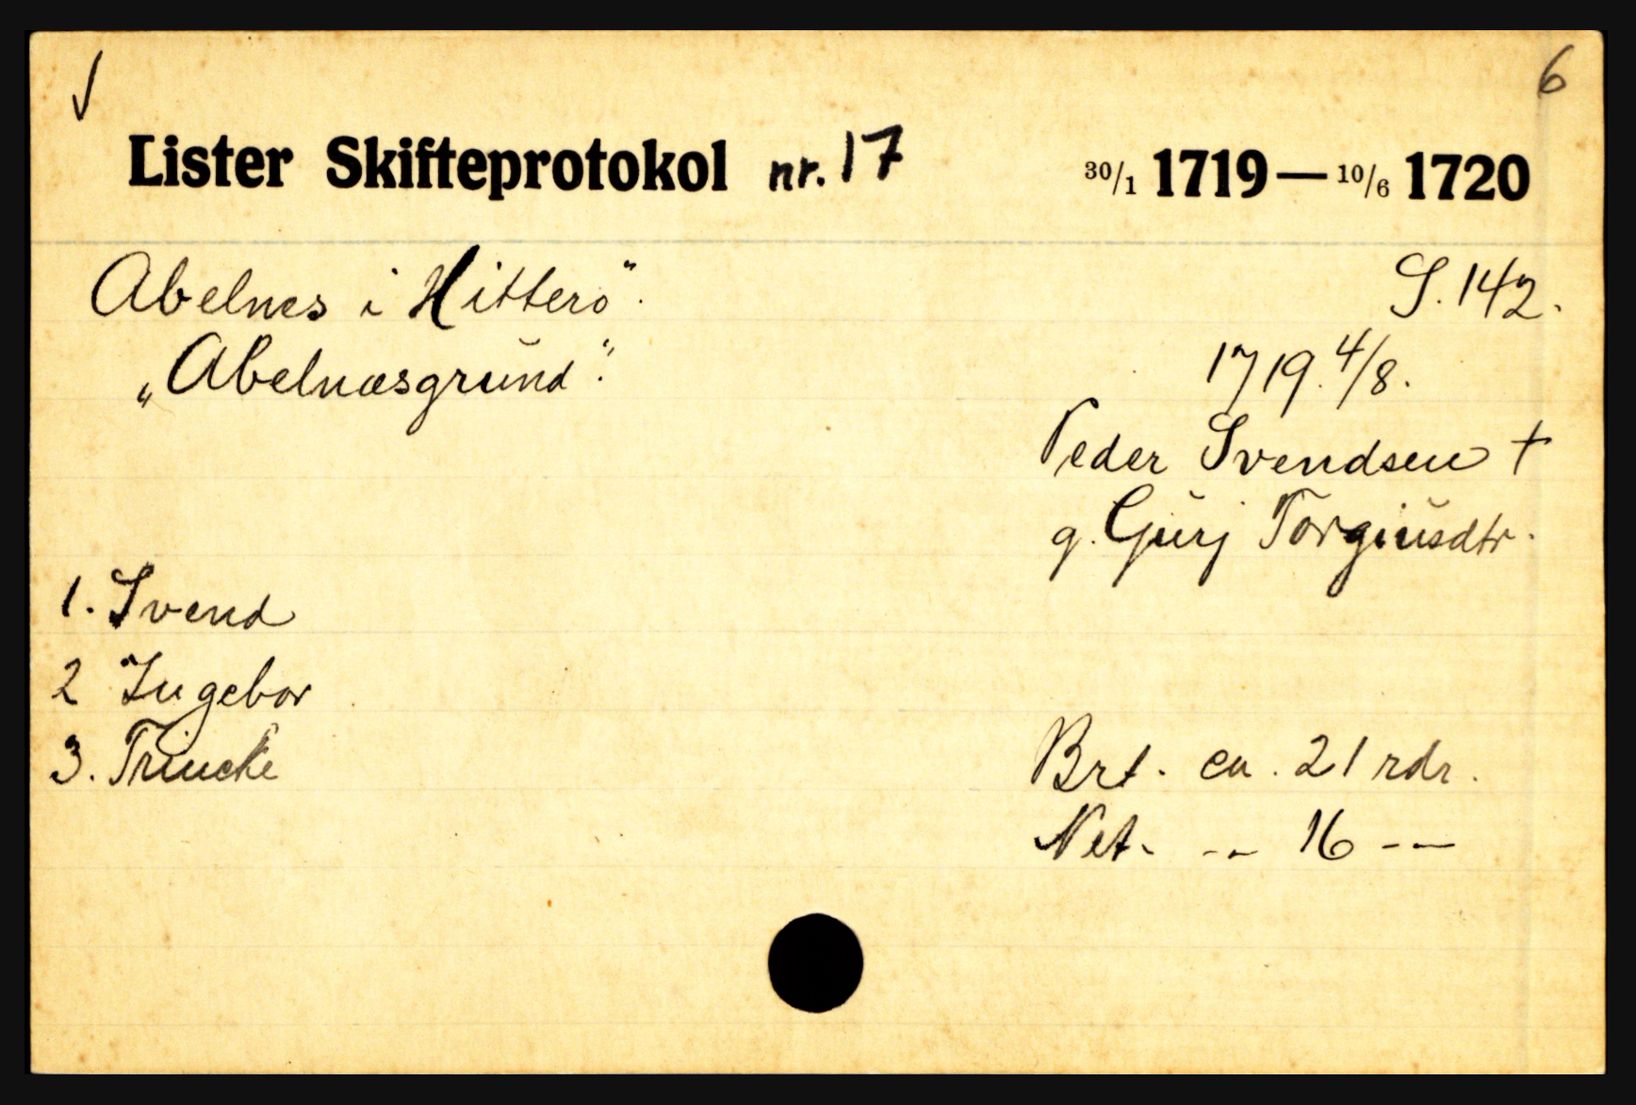 √ 6
Lister Skifteprotokol nr. 17 30/1 1719 — 10/6 1720
Abelnes i Hitterö. S. 142.
„Abelnæsgrund". 1719. 4/8.
Peder Svendsen †
g. Gurj Torgiusdtr.
1. Svend
2 Ingebor
3. Trincke Brt. ca. 21 rdr.
Net. -„- 16 -„-